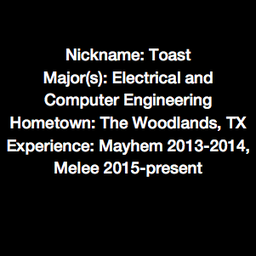 Nickname: Toast
Major(s): Electrical and
Computer Engineering
Hometown: The Woodlands, TX
Experience: Mayhem 2013-2014,
Melee 2015-present